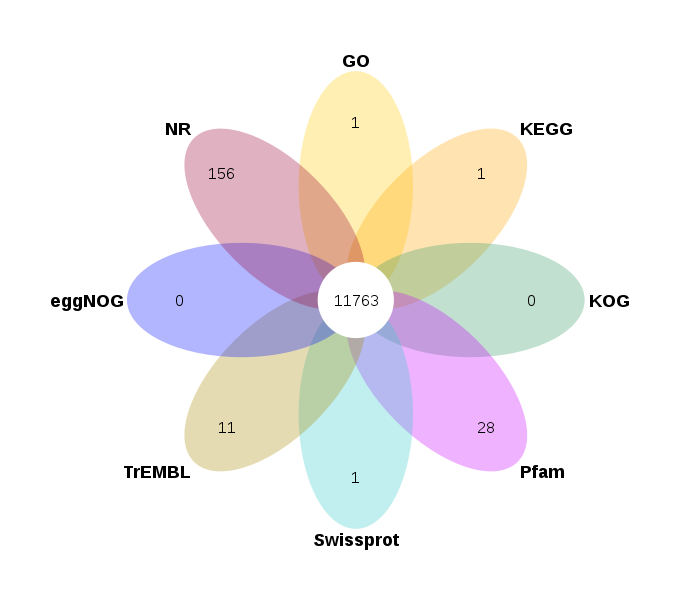 GO
1
NR
KEGG
156
1
eggNOG
0
11763
0
KOG
11
28
TrEMBL
Pfam
1
Swissprot